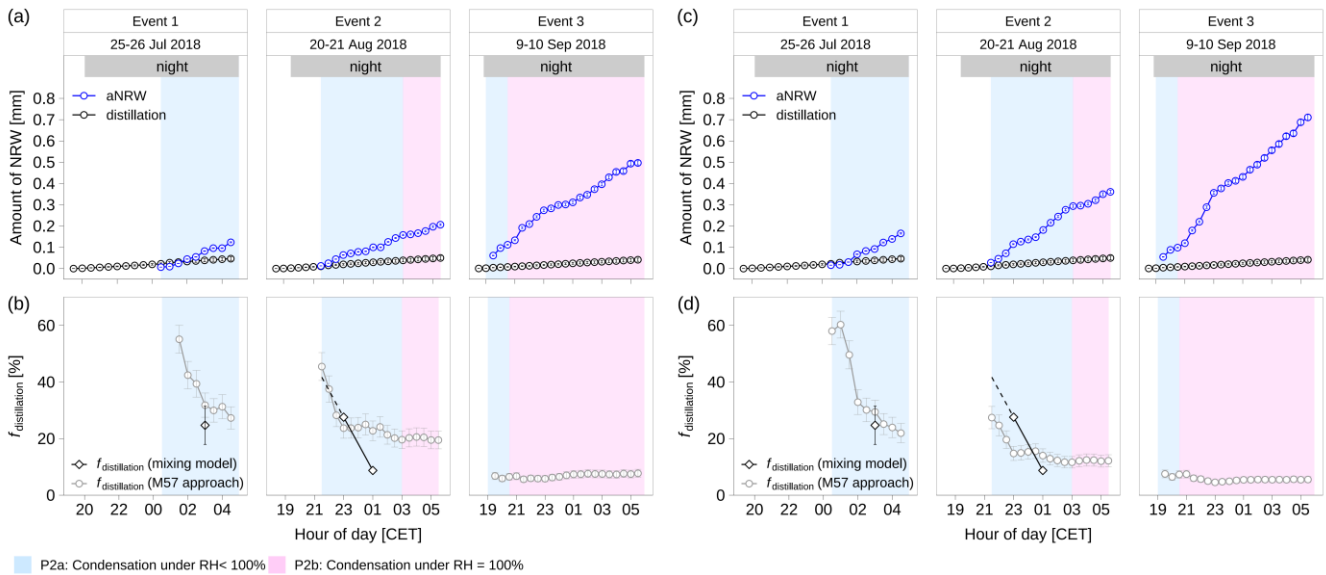 (a)
Event 1
Event 2
Event 3
25-26 Jul 2018
20-21 Aug 2018
9-10 Sep 2018
night
night
night
Amount of NRW [mm]
0.8
0.7
0.6
0.5
0.4
0.3
0.2
0.1
0.0
aNRW
distillation
(b)
f distillation [%]
60
40
20
0
f distillation (mixing model)
f distillation (M57 approach)
20 22 00 02 04
19 21 23 01 03 05
19 21 23 01 03 05
Hour of day [CET]
(c)
Event 1
Event 2
Event 3
25-26 Jul 2018
20-21 Aug 2018
9-10 Sep 2018
night
night
night
Amount of NRW [mm]
0.8
0.7
0.6
0.5
0.4
0.3
0.2
0.1
0.0
aNRW
distillation
(d)
f distillation [%]
60
40
20
0
f distillation (mixing model)
f distillation (M57 approach)
20 22 00 02 04
19 21 23 01 03 05
19 21 23 01 03 05
Hour of day [CET]
P2a: Condensation under RH< 100%
P2b: Condensation under RH = 100%